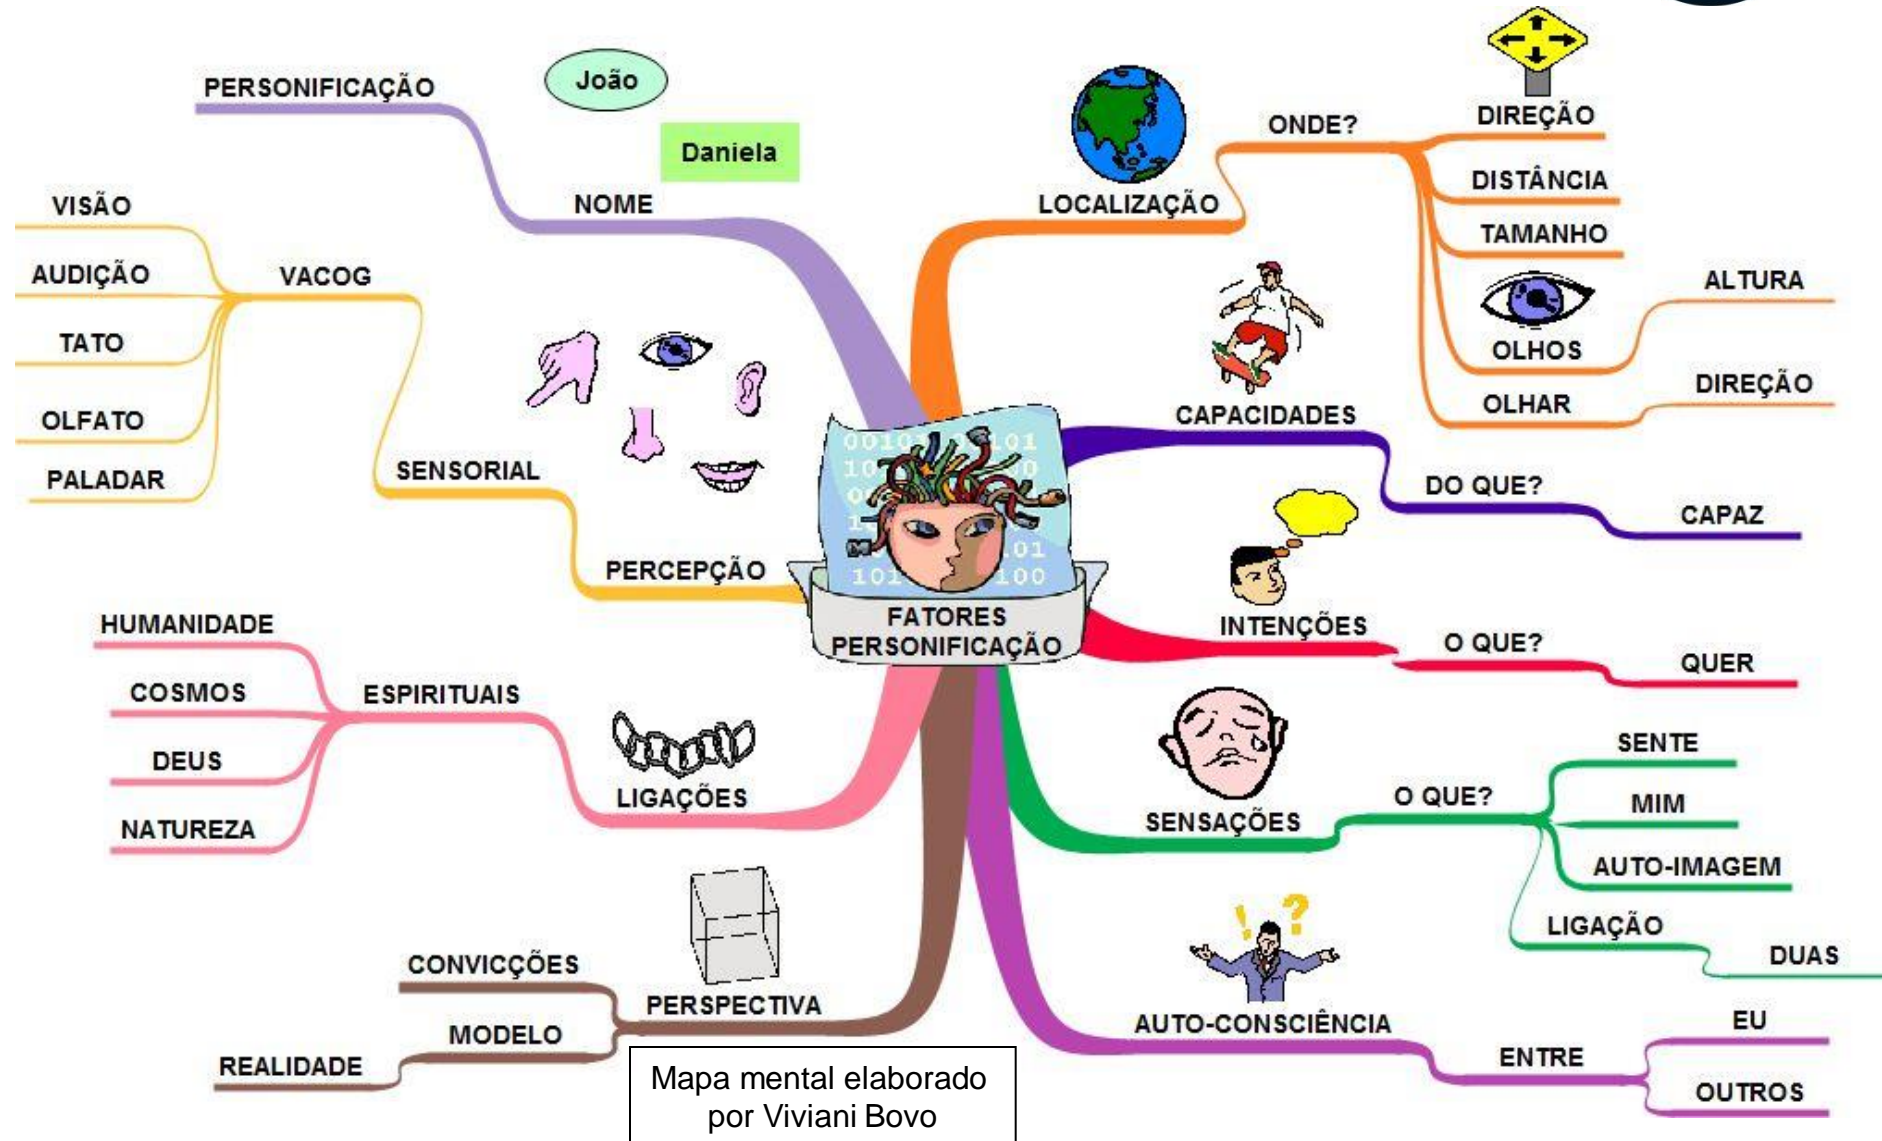 PERSONIFICAÇÃO
João
Daniela
NOME
VISÃO
AUDIÇÃO
TATO
OLFATO
PALADAR
VACOG
SENSORIAL
PERCEPÇÃO
HUMANIDADE
COSMOS
DEUS
NATUREZA
ESPIRITUAIS
LIGAÇÕES
CONVICÇÕES
MODELO
REALIDADE
PERSPECTIVA
FATORES
PERSONIFICAÇÃO
LOCALIZAÇÃO
ONDE?
DIREÇÃO
DISTÂNCIA
TAMANHO
OLHOS
ALTURA
OLHAR
DIREÇÃO
CAPACIDADES
DO QUE?
CAPAZ
INTENÇÕES
O QUE?
QUER
SENSAÇÕES
O QUE?
SENTE
MIM
AUTO-IMAGEM
LIGAÇÃO
DUAS
AUTO-CONSCIÊNCIA
ENTRE
EU
OUTROS
Mapa mental elaborado
por Viviani Bovo